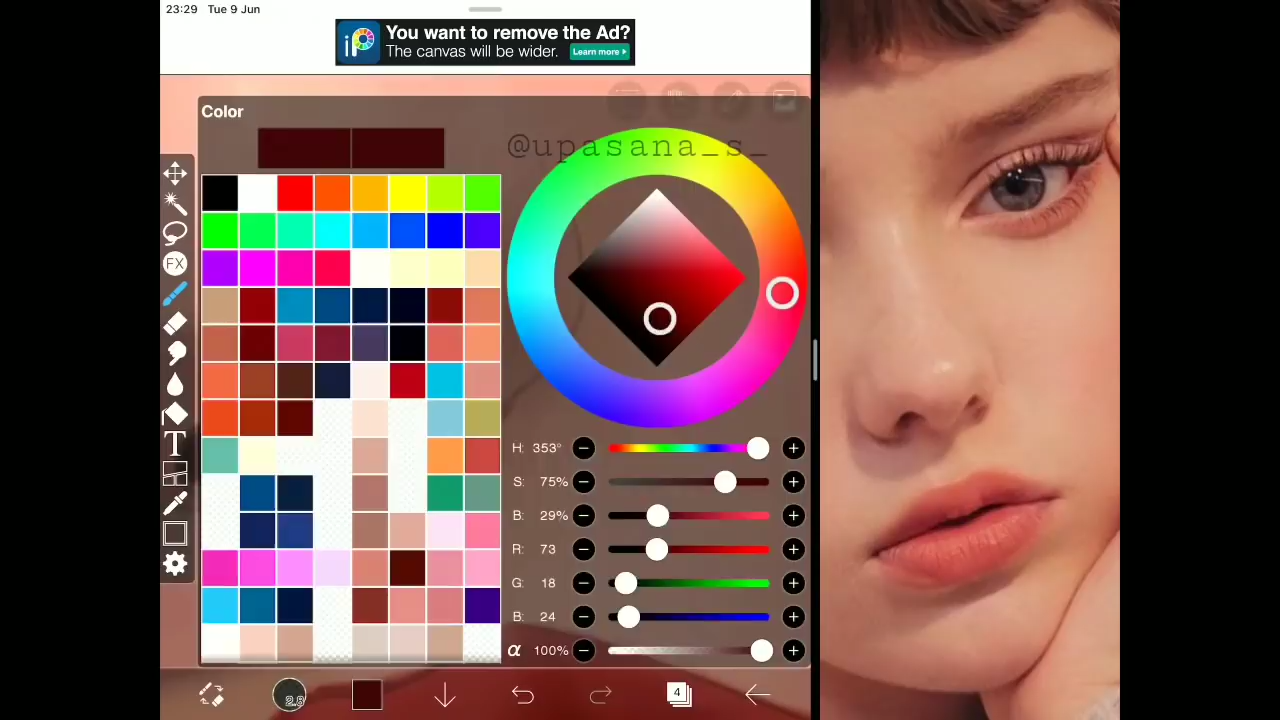 23:29 Tue 9 Jun
You want to remove the Ad?
The canvas will be wider. Learn more
Color
@upasana_s_
FX
H: 353°
S: 75%
B: 29%
R: 73
G: 18
B: 24
α 100%
T
2.9
4